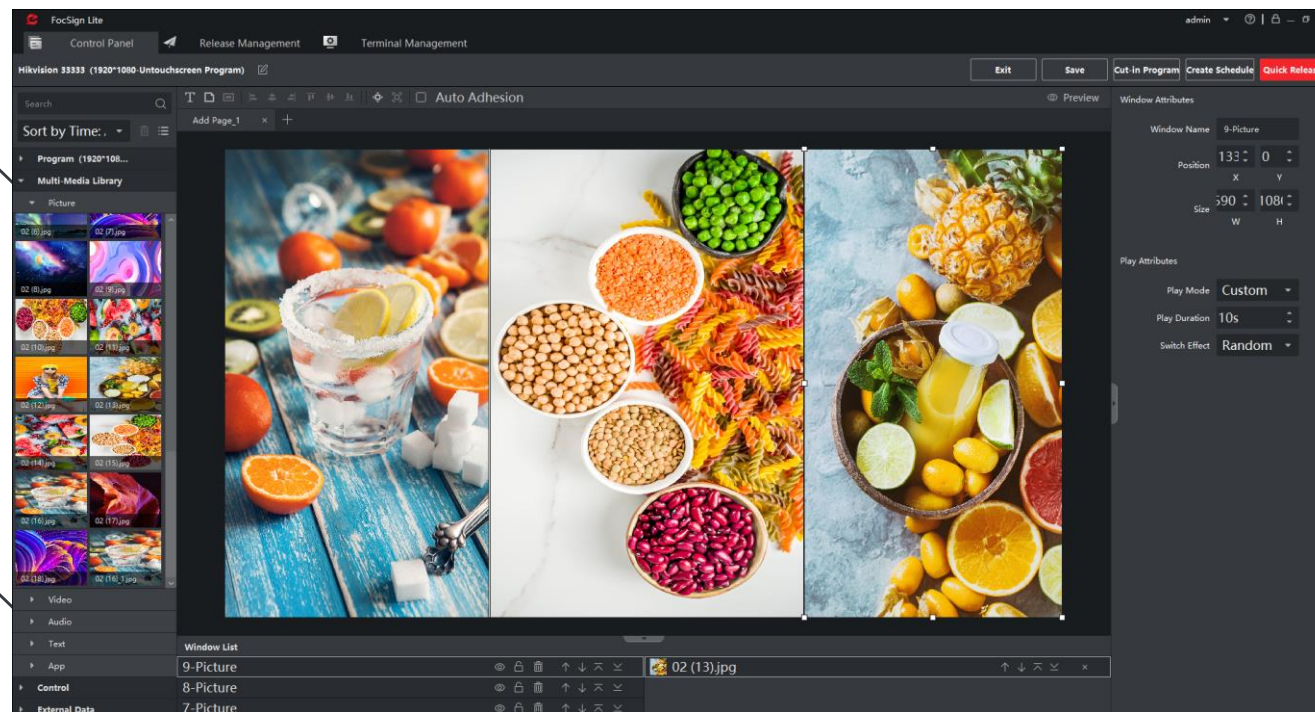 FocSign Lite
admin
Control Panel
Release Management
Terminal Management
Hikvision 33333 (1920*1080-Untouchscreen Program)
Exit
Save
Cut-in Program
Create Schedule
Quick Releas
Search
Auto Adhesion
Preview
Window Attributes
Sort by Time:.
Add Page_1
Window Name 9-Picture
Program (1920*108...
Position 133 0
X Y
Multi-Media Library
Picture
Size 590 108
W H
02 (6).jpg 02 (7).jpg
02 (8).jpg 02 (9).jpg
Play Attributes
Play Mode Custom
Play Duration 10s
Switch Effect Random
02 (10).jpg 02 (11).jpg
02 (12).jpg 02 (13).jpg
02 (14).jpg 02 (15).jpg
02 (16).jpg 02 (17).jpg
02 (18).jpg 02 (16)_1.jpg
Video
Audio
Text
App
Control
External Data
Window List
9-Picture
02 (13).jpg
8-Picture
7-Picture